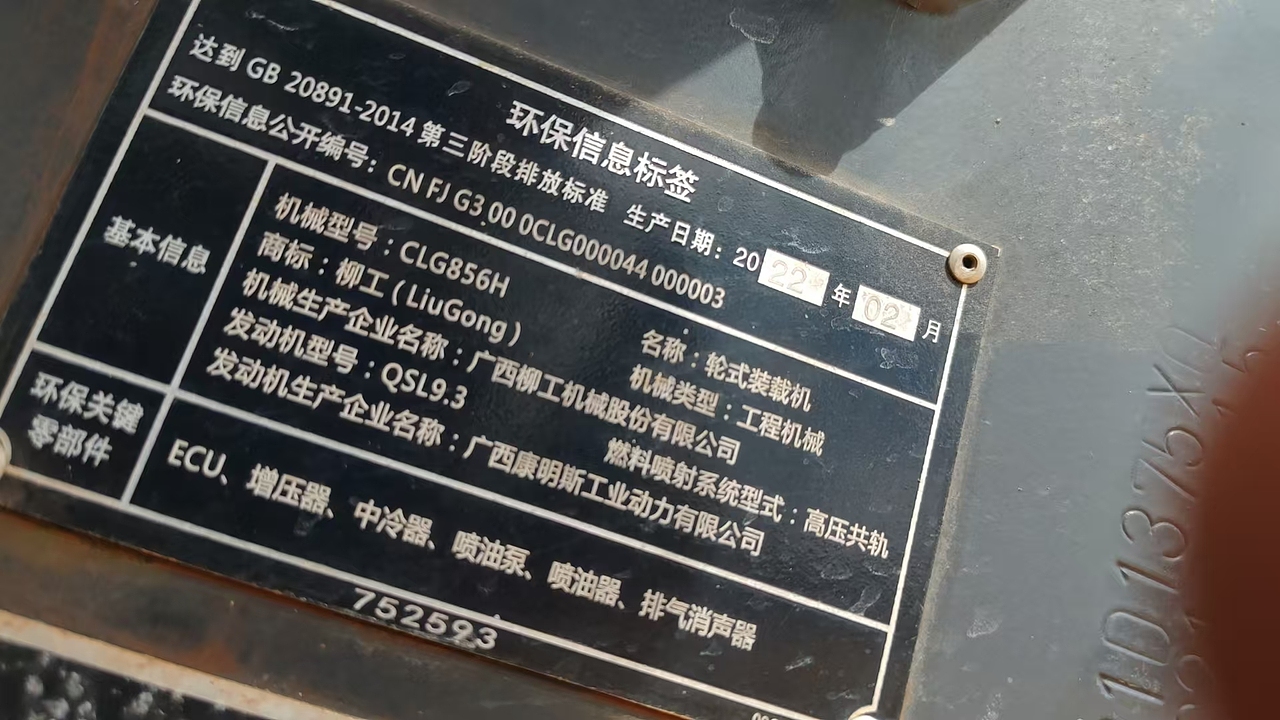 环保信息标签
达到 GB 20891-2014 第三阶段排放标准 生产日期：2022年02月
环保信息公开编号：CN FJ G3 00 0CLG000044 000003
基本信息
机械型号：CLG856H 名称：轮式装载机
商标：柳工(LiuGong) 机械类型：工程机械
机械生产企业名称：广西柳工机械股份有限公司
发动机型号：QSL9.3 燃料喷射系统型式：高压共轨
发动机生产企业名称：广西康明斯工业动力有限公司
环保关键
零部件
ECU、增压器、中冷器、喷油泵、喷油器、排气消声器
752593